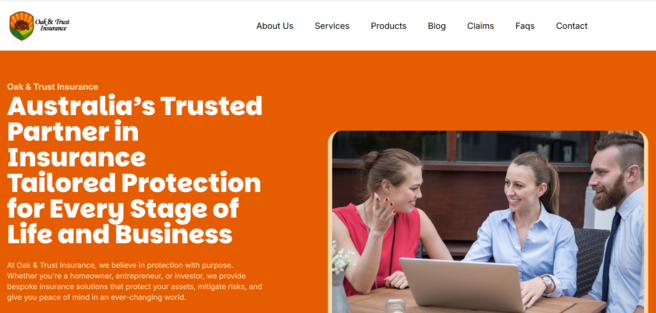 Oak & Trust
Insurance
About Us Services Products Blog Claims Faqs Contact
Oak & Trust Insurance
Australia's Trusted
Partner in
Insurance
Tailored Protection
for Every Stage of
Life and Business
At Oak & Trust Insurance, we believe in protection with purpose.
Whether you're a homeowner, entrepreneur, or investor, we provide
bespoke insurance solutions that protect your assets, mitigate risks, and
give you peace of mind in an ever-changing world.